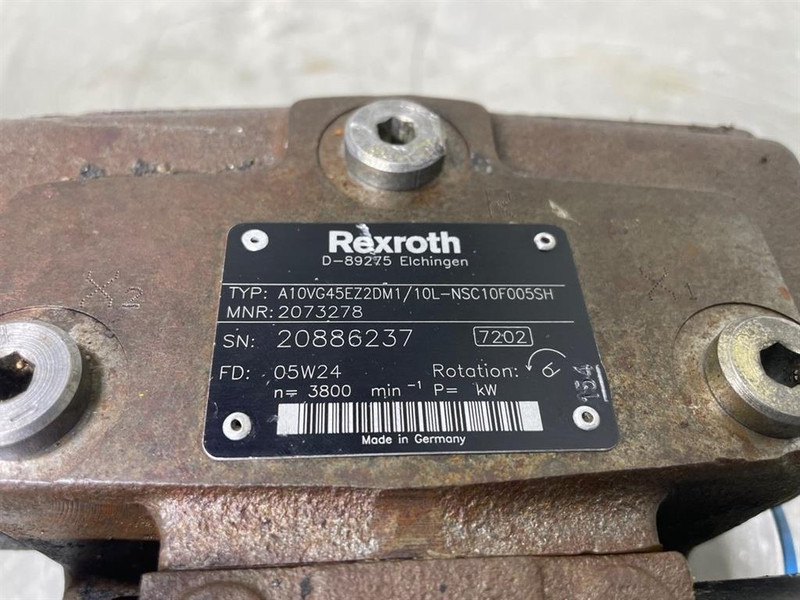 Rexroth
D-89275 Elchingen
TYP: A10VG45EZ2DM1/10L-NSC10F005SH
MNR: 2073278
SN: 20886237 7202
FD: 05W24 Rotation:
n= 3800 min⁻¹ P= kW
154
Made in Germany
X2
X1